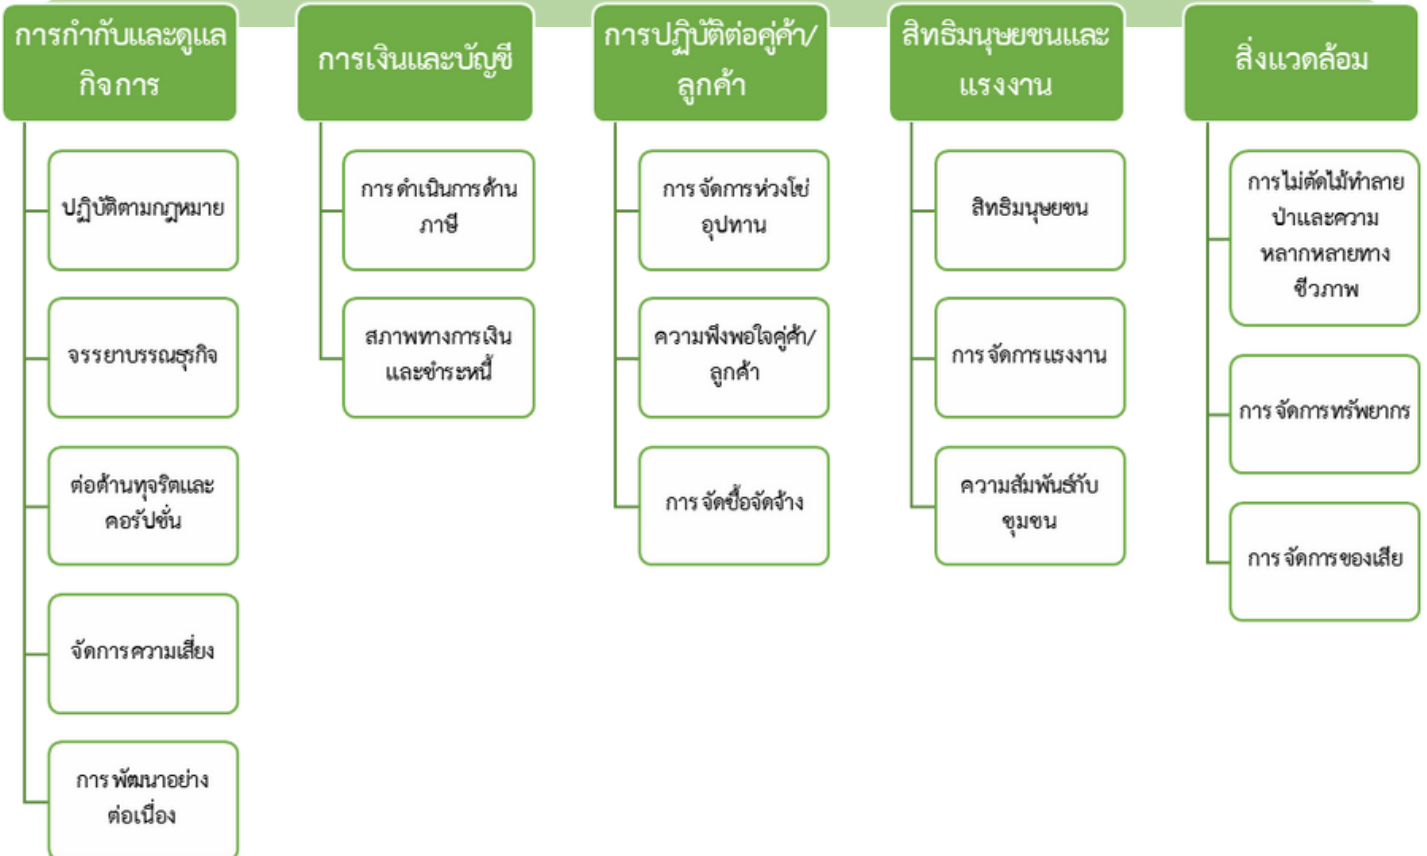 การกำกับและดูแล
กิจการ
ปฏิบัติตามกฎหมาย
จรรยาบรรณธุรกิจ
ต่อต้านทุจริตและ
คอรัปชั่น
จัดการความเสี่ยง
การพัฒนาอย่าง
ต่อเนื่อง
การเงินและบัญชี
การดำเนินการด้าน
ภาษี
สภาพทางการเงิน
และชำระหนี้
การปฏิบัติต่อคู่ค้า/
ลูกค้า
การจัดการห่วงโซ่
อุปทาน
ความพึงพอใจคู่ค้า/
ลูกค้า
การจัดซื้อจัดจ้าง
สิทธิมนุษยชนและ
แรงงาน
สิทธิมนุษยชน
การจัดการแรงงาน
ความสัมพันธ์กับ
ชุมชน
สิ่งแวดล้อม
การไม่ตัดไม้ทำลาย
ป่าและความ
หลากหลายทาง
ชีวภาพ
การจัดการทรัพยากร
การจัดการของเสีย